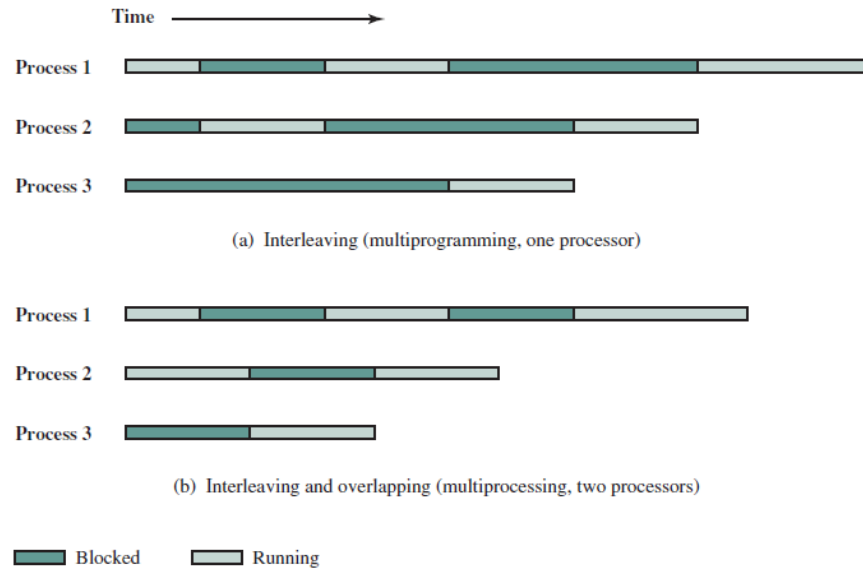 Time
Process 1
Process 2
Process 3
(a) Interleaving (multiprogramming, one processor)
Process 1
Process 2
Process 3
(b) Interleaving and overlapping (multiprocessing, two processors)
Blocked Running